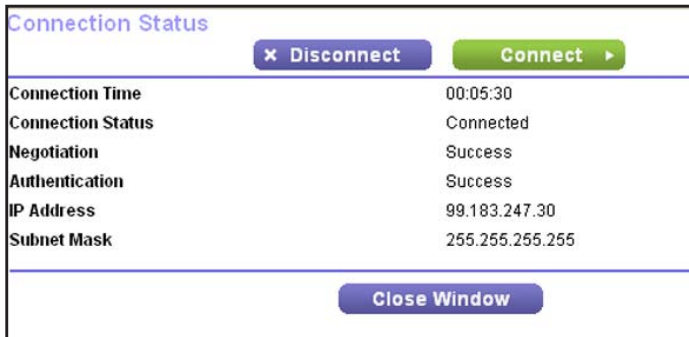 Connection Status
× Disconnect Connect ▸
Connection Time 00:05:30
Connection Status Connected
Negotiation Success
Authentication Success
IP Address 99.183.247.30
Subnet Mask 255.255.255.255
Close Window